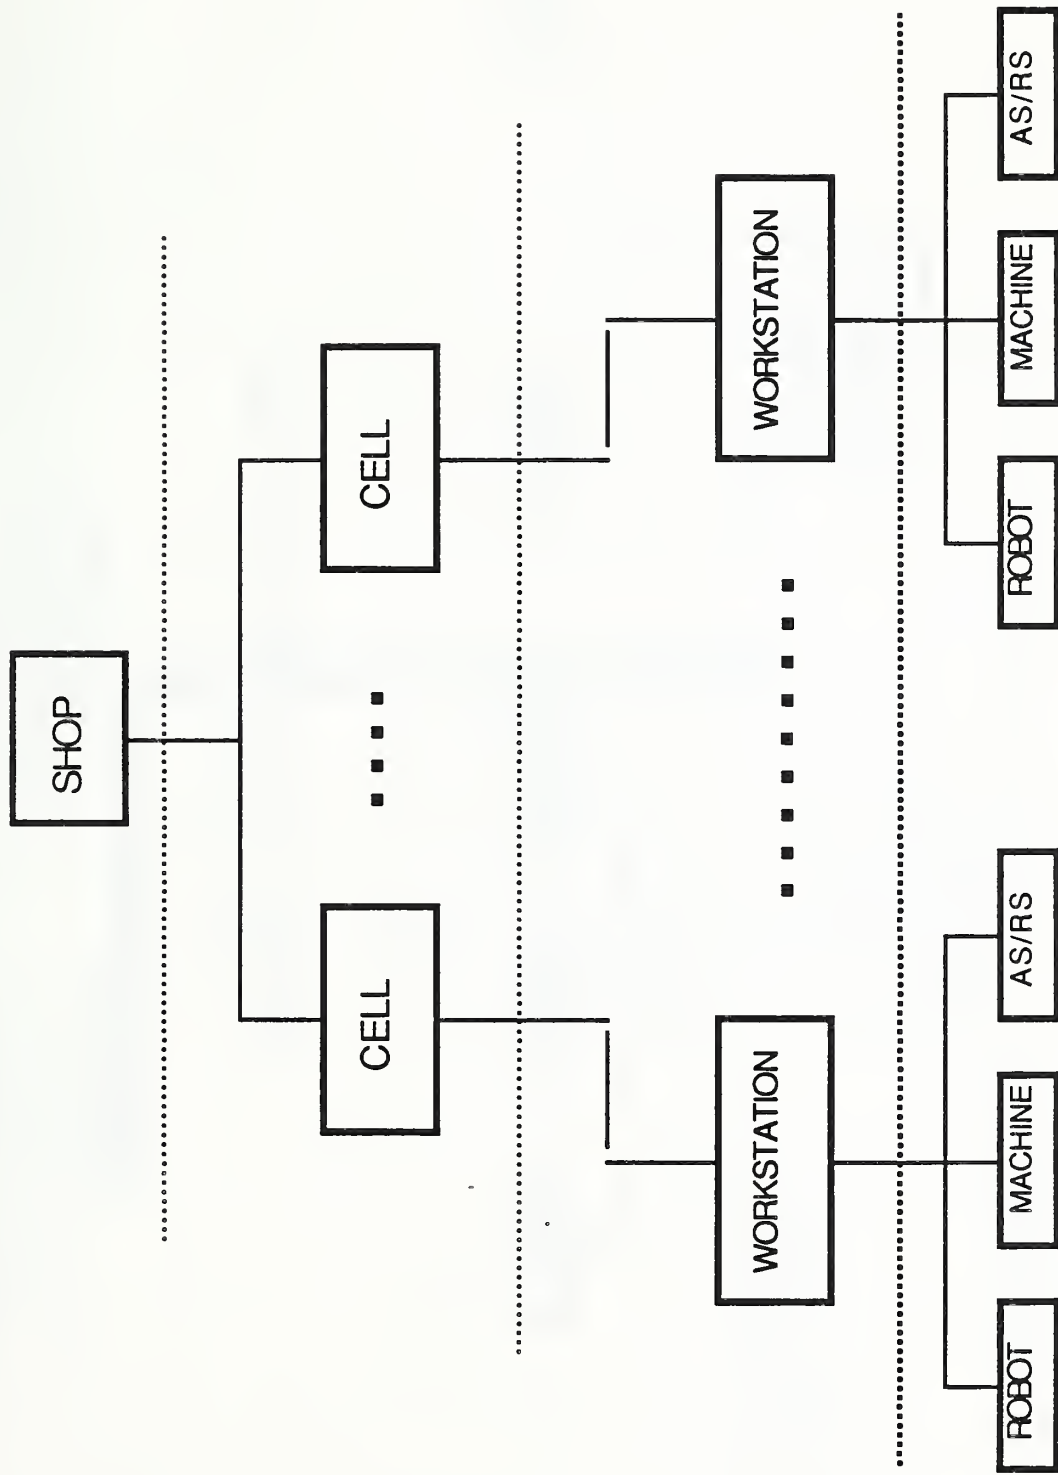 SHOP
CELL
CELL
WORKSTATION
WORKSTATION
ROBOT
MACHINE
AS/RS
ROBOT
MACHINE
AS/RS